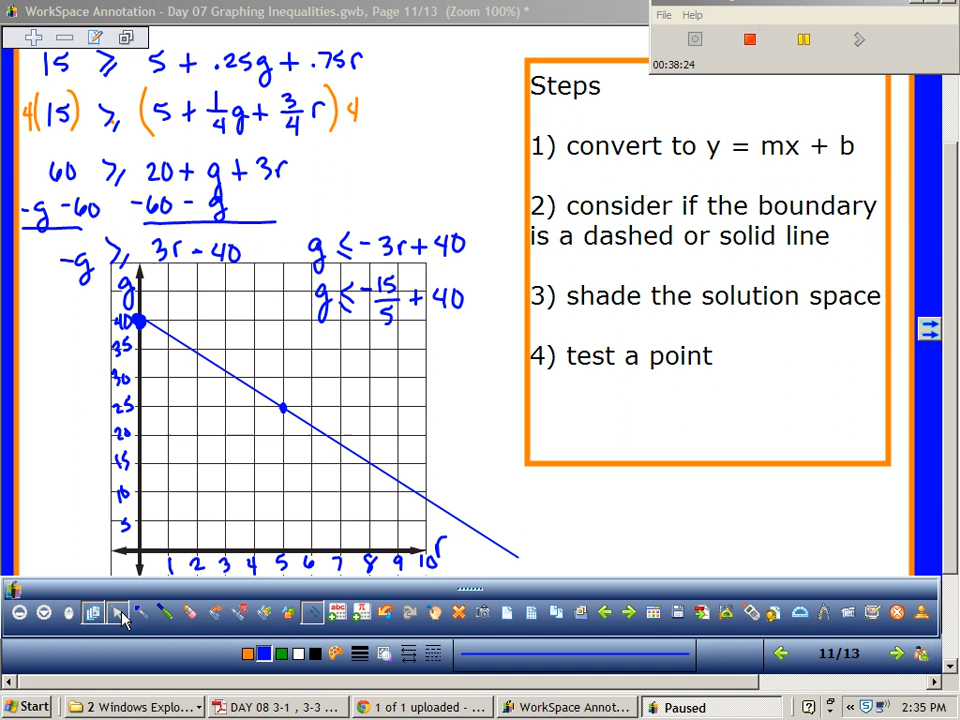 WorkSpace Annotation - Day 07 Graphing Inequalities.gwb, Page 11/13 (Zoom 100%) *
File Help
00:38:24
15 ≥ 5 + .25g + .75r
4(15) ≥ (5 + 1/4 g + 3/4 r) 4
60 ≥ 20 + g + 3r
-g -60 -60 - g
-g ≥ 3r - 40
g ≤ - 3r + 40
g ≤ -15/5 + 40
g
40
35
30
25
20
15
10
5
1 2 3 4 5 6 7 8 9 10 r
Steps
1) convert to y = mx + b
2) consider if the boundary
is a dashed or solid line
3) shade the solution space
4) test a point
11/13
Start 2 Windows Explo... DAY 08 3-1 , 3-3 ... 1 of 1 uploaded - ... WorkSpace Annotat... Paused 2:35 PM